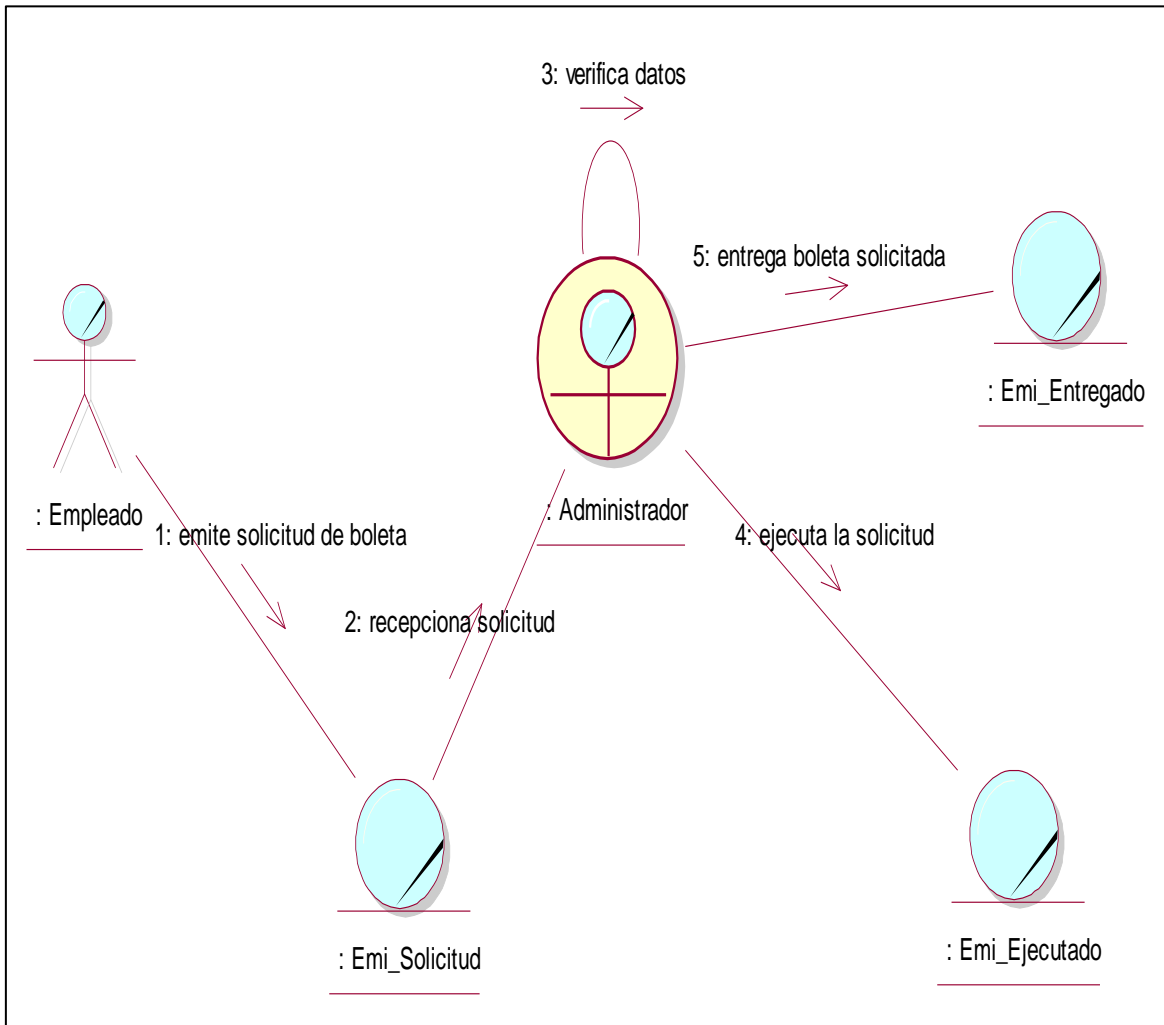 3: verifica datos
5: entrega boleta solicitada
: Emi_Entregado
: Empleado
: Administrador
1: emite solicitud de boleta
4: ejecuta la solicitud
2: recepciona solicitud
: Emi_Solicitud
: Emi_Ejecutado